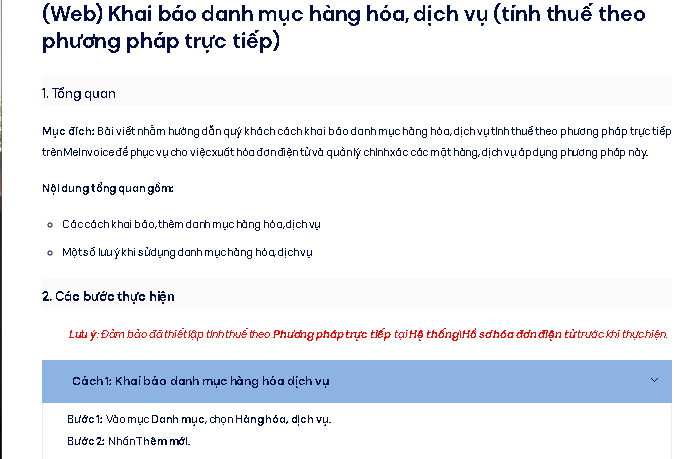 (Web) Khai báo danh mục hàng hóa, dịch vụ (tính thuế theo
phương pháp trực tiếp)
1. Tổng quan
Mục đích: Bài viết nhằm hướng dẫn quý khách cách khai báo danh mục hàng hóa, dịch vụ tính thuế theo phương pháp trực tiếp
trên MeInvoice để phục vụ cho việc xuất hóa đơn điện tử và quản lý chính xác các mặt hàng, dịch vụ áp dụng phương pháp này.
Nội dung tổng quan gồm:
Các cách khai báo, thêm danh mục hàng hóa, dịch vụ
Một số lưu ý khi sử dụng danh mục hàng hóa, dịch vụ
2. Các bước thực hiện
Lưu ý: Đảm bảo đã thiết lập tính thuế theo Phương pháp trực tiếp tại Hệ thống\Hồ sơ hóa đơn điện tử trước khi thực hiện.
Cách 1: Khai báo danh mục hàng hóa dịch vụ
Bước 1: Vào mục Danh mục, chọn Hàng hóa, dịch vụ.
Bước 2: Nhấn Thêm mới.